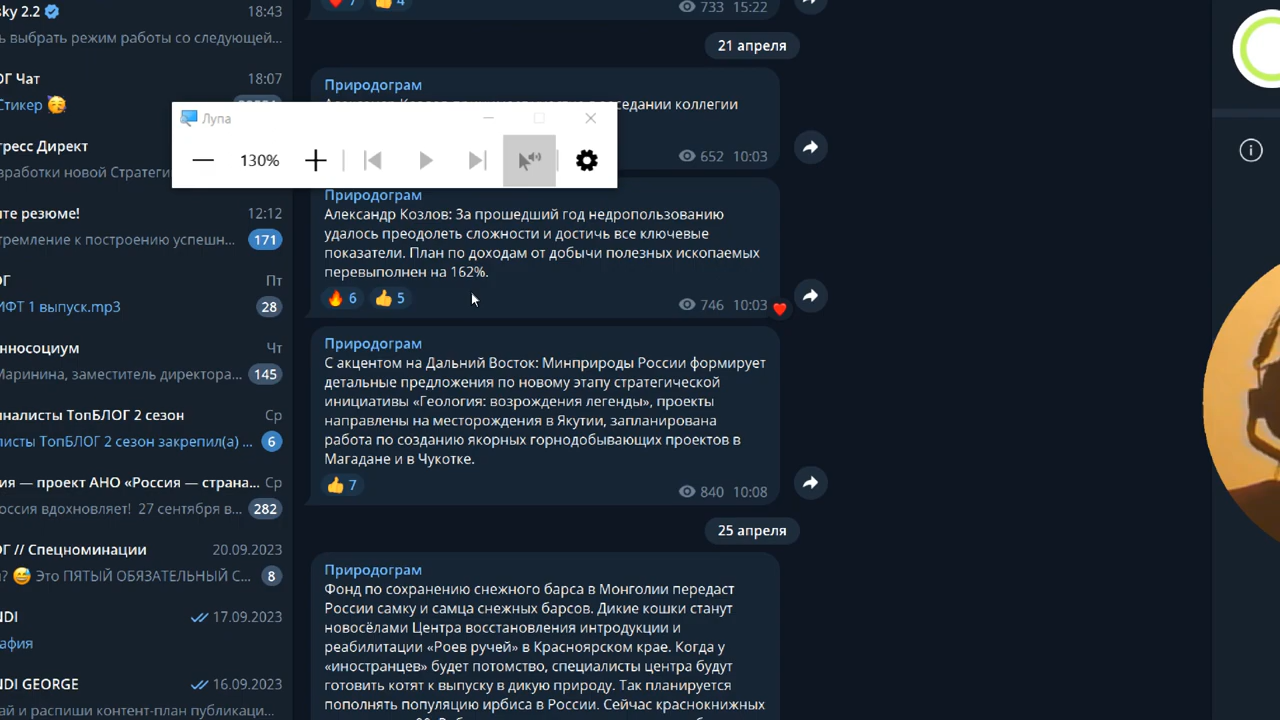 sky 2.2
18:43
ь выбрать режим работы со следующей...
ОГ Чат
18:07
Стикер 🥳
гресс Директ
азработки новой Стратеги
те резюме!
12:12
тремление к построению успешн...
171
ОГ
Пт
ИФТ 1 выпуск.mp3
28
нносоциум
Чт
Маринина, заместитель директора...
145
иналисты ТопБЛОГ 2 сезон
Ср
листы ТопБЛОГ 2 сезон закрепил(а) ...
6
ия — проект АНО «Россия — страна...
Ср
оссия вдохновляет! 27 сентября в...
282
ОГ // Спецноминации
20.09.2023
и? 😅 Это ПЯТЫЙ ОБЯЗАТЕЛЬНЫЙ С...
8
NDI
17.09.2023
афия
NDI GEORGE
16.09.2023
ай и распиши контент-план публикаци...
❤️ 7 👍 4
733 15:22
21 апреля
Природограм
заседании коллегии
652 10:03
Лупа
130%
Природограм
Александр Козлов: За прошедший год недропользованию
удалось преодолеть сложности и достичь все ключевые
показатели. План по доходам от добычи полезных ископаемых
перевыполнен на 162%.
🔥 6 👍 5
746 10:03
Природограм
С акцентом на Дальний Восток: Минприроды России формирует
детальные предложения по новому этапу стратегической
инициативы «Геология: возрождения легенды», проекты
направлены на месторождения в Якутии, запланирована
работа по созданию якорных горнодобывающих проектов в
Магадане и в Чукотке.
👍 7
840 10:08
25 апреля
Природограм
Фонд по сохранению снежного барса в Монголии передаст
России самку и самца снежных барсов. Дикие кошки станут
новосёлами Центра восстановления интродукции и
реабилитации «Роев ручей» в Красноярском крае. Когда у
«иностранцев» будет потомство, специалисты центра будут
готовить котят к выпуску в дикую природу. Так планируется
пополнять популяцию ирбиса в России. Сейчас краснокнижных